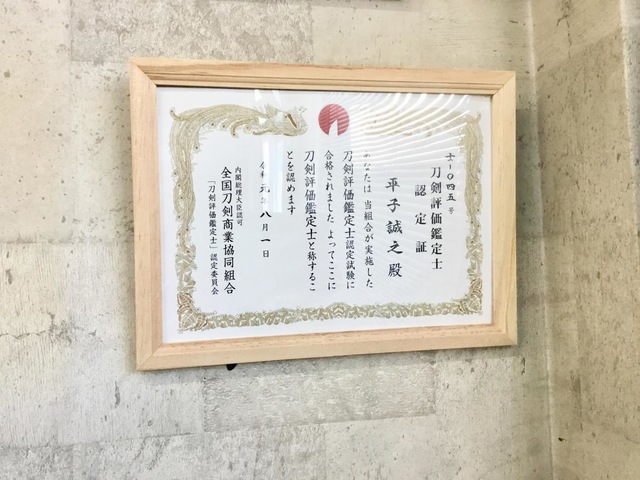 士-〇四五号
刀剣評価鑑定士
認定証
平子誠之殿
あなたは 当組合が実施した
刀剣評価鑑定士認定試験に
合格されました よってここに
刀剣評価鑑定士と称するこ
とを認めます
令和元年八月一日
内閣総理大臣認可
全国刀剣商業協同組合
「刀剣評価鑑定士」認定委員会